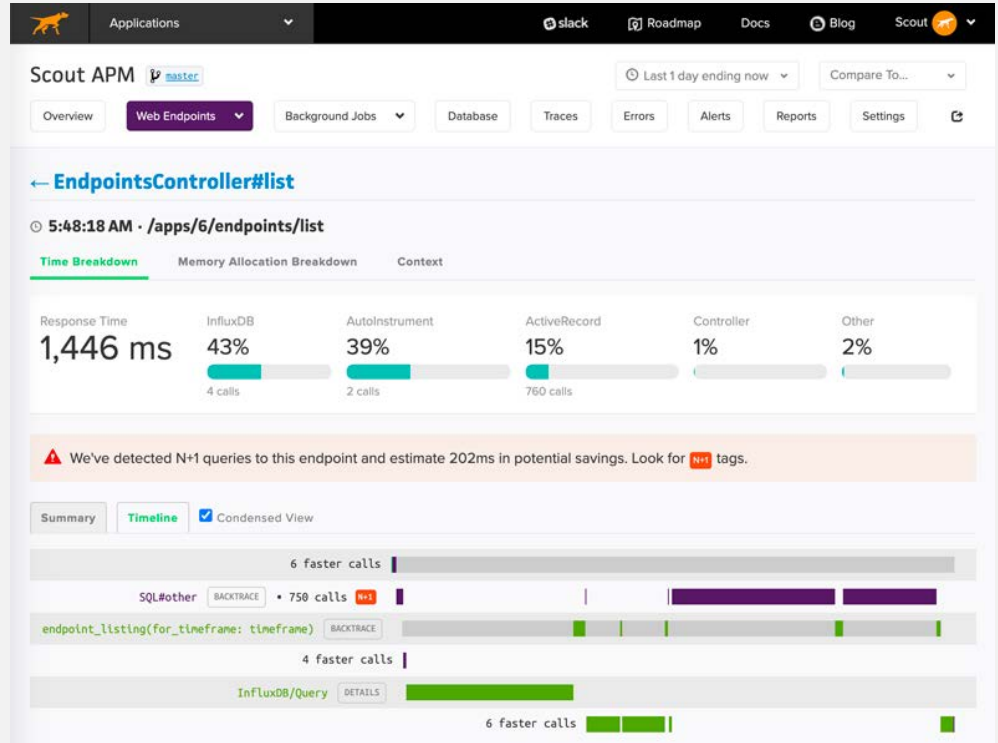 Applications slack Roadmap Docs Blog Scout
Scout APM master Last 1 day ending now Compare To...
Overview Web Endpoints Background Jobs Database Traces Errors Alerts Reports Settings
← EndpointsController#list
5:48:18 AM · /apps/6/endpoints/list
Time Breakdown Memory Allocation Breakdown Context
Response Time InfluxDB AutoInstrument ActiveRecord Controller Other
1,446 ms 43% 39% 15% 1% 2%
4 calls 2 calls 760 calls
We've detected N+1 queries to this endpoint and estimate 202ms in potential savings. Look for N+1 tags.
Summary Timeline Condensed View
6 faster calls
SQL#other BACKTRACE • 750 calls N+1
endpoint_listing(for_timeframe: timeframe) BACKTRACE
4 faster calls
InfluxDB/Query DETAILS
6 faster calls